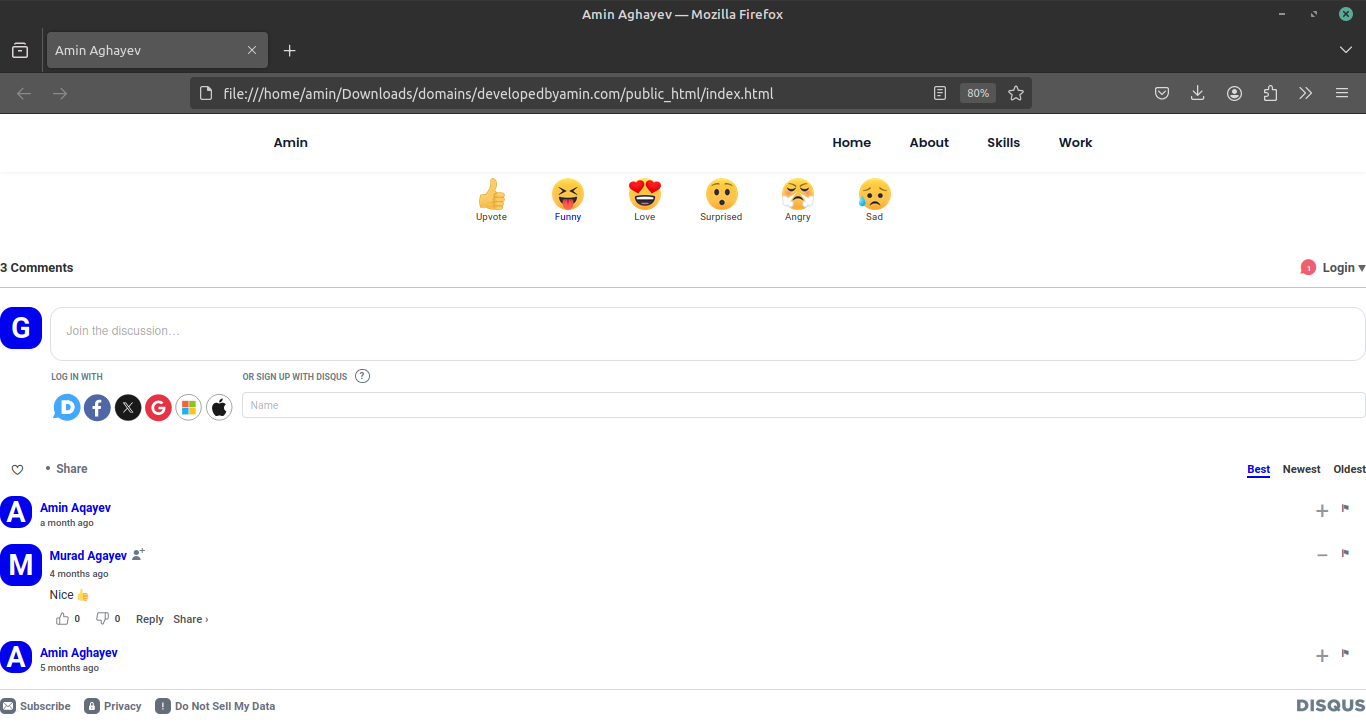 Amin Aghayev — Mozilla Firefox
Amin Aghayev
file:///home/amin/Downloads/domains/developedbyamin.com/public_html/index.html 80%
Amin Home About Skills Work
Upvote Funny Love Surprised Angry Sad
3 Comments 1 Login
G Join the discussion…
LOG IN WITH OR SIGN UP WITH DISQUS ?
D f X G Name
• Share Best Newest Oldest
A Amin Aqayev
a month ago
M Murad Agayev
4 months ago
Nice 👍
0 0 Reply Share ›
A Amin Aghayev
5 months ago
Subscribe Privacy ! Do Not Sell My Data DISQUS